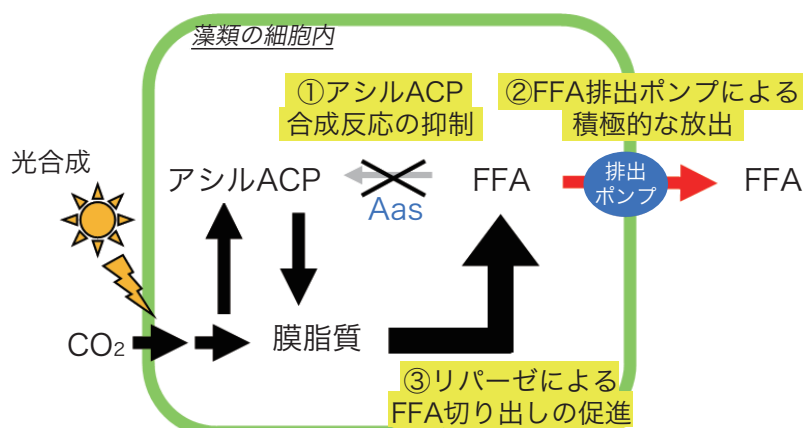 藻類の細胞内
①アシルACP
合成反応の抑制
②FFA排出ポンプによる
積極的な放出
光合成
アシルACP
Aas
FFA
排出
ポンプ
FFA
CO₂
膜脂質
③リパーゼによる
FFA切り出しの促進